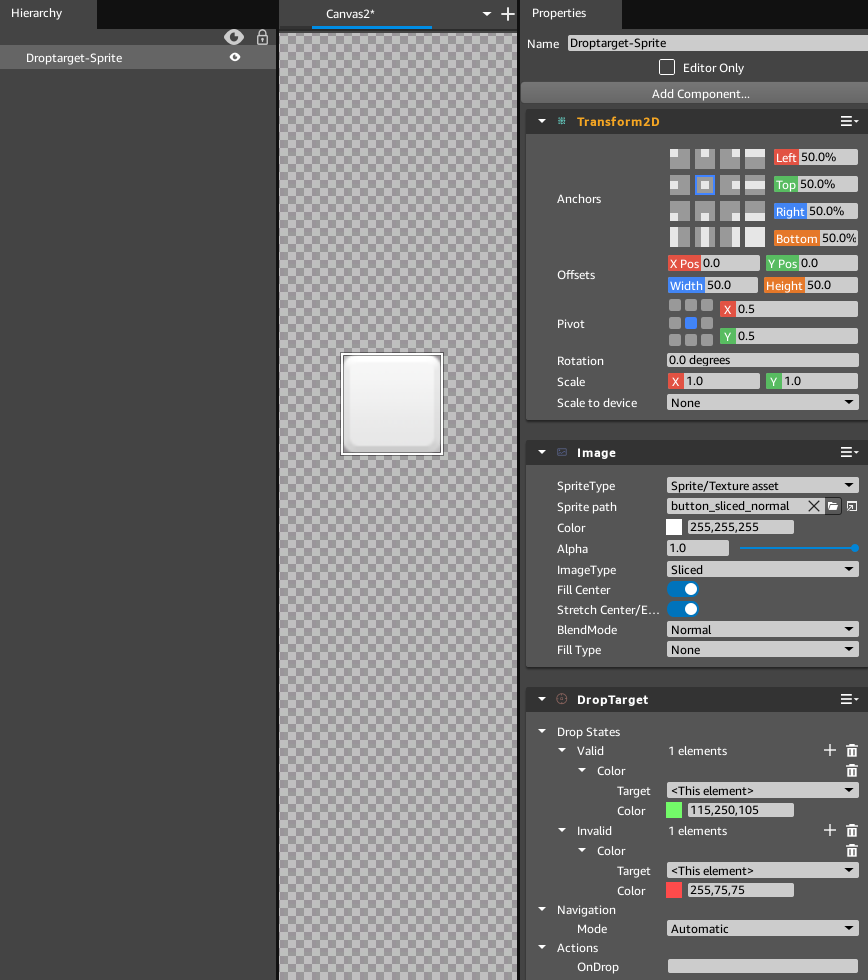 Hierarchy
Canvas2*
Properties
Droptarget-Sprite
Name Droptarget-Sprite
Editor Only
Add Component...
Transform2D
Anchors
Left 50.0%
Top 50.0%
Right 50.0%
Bottom 50.0%
Offsets
X Pos 0.0 Y Pos 0.0
Width 50.0 Height 50.0
Pivot
X 0.5
Y 0.5
Rotation 0.0 degrees
Scale X 1.0 Y 1.0
Scale to device None
Image
SpriteType Sprite/Texture asset
Sprite path button_sliced_normal
Color 255,255,255
Alpha 1.0
ImageType Sliced
Fill Center
Stretch Center/E...
BlendMode Normal
Fill Type None
DropTarget
Drop States
Valid 1 elements
Color
Target <This element>
Color 115,250,105
Invalid 1 elements
Color
Target <This element>
Color 255,75,75
Navigation
Mode Automatic
Actions
OnDrop